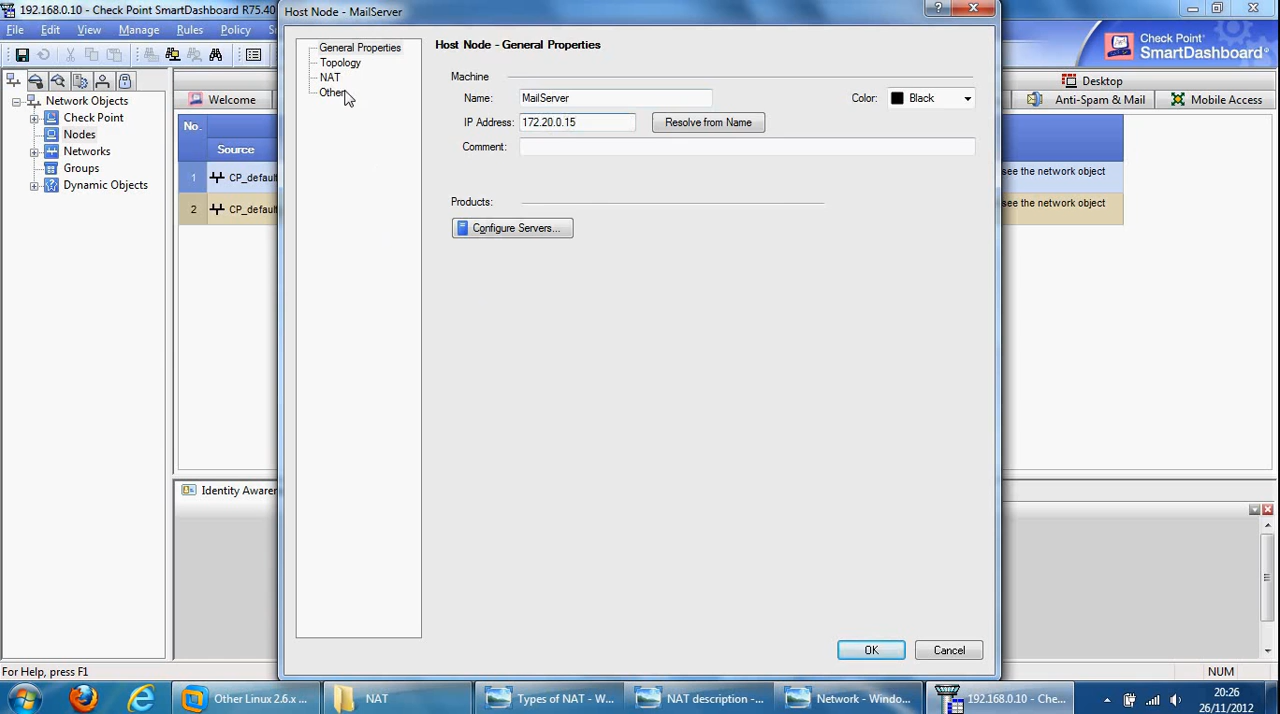 192.168.0.10 - Check Point SmartDashboard R75.40
Host Node - MailServer
File Edit View Manage Rules Policy
Check Point
SmartDashboard
General Properties
Topology
NAT
Other
Host Node - General Properties
Machine
Name: MailServer
Color: Black
IP Address: 172.20.0.15
Resolve from Name
Comment:
Products:
Configure Servers...
OK
Cancel
Network Objects
Check Point
Nodes
Networks
Groups
Dynamic Objects
Welcome
Desktop
Anti-Spam & Mail
Mobile Access
No.
Source
1 CP_defaul
see the network object
2 CP_defaul
see the network object
Identity Awaren
For Help, press F1
NUM
Other Linux 2.6.x ...
NAT
Types of NAT - W...
NAT description -...
Network - Windo...
192.168.0.10 - Che...
20:26
26/11/2012